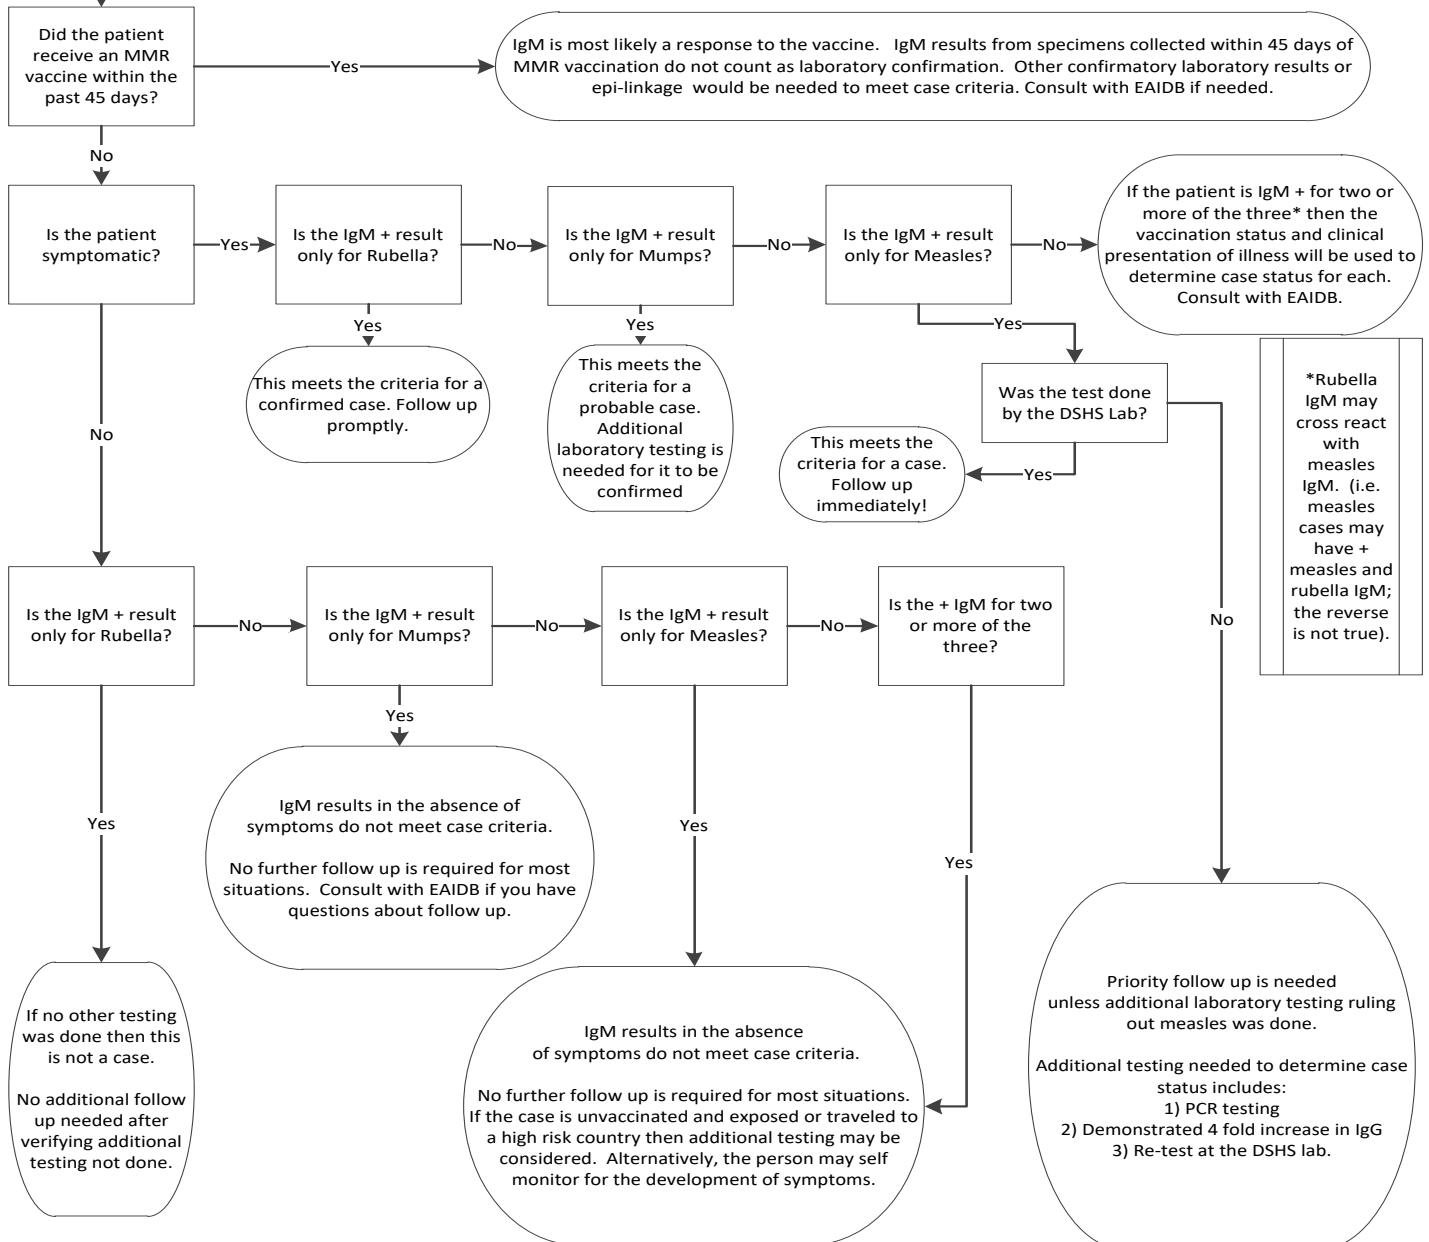 Did the patient
receive an MMR
vaccine within the
past 45 days?
Yes
IgM is most likely a response to the vaccine.   IgM results from specimens collected within 45 days of
MMR vaccination do not count as laboratory confirmation.  Other confirmatory laboratory results or
epi-linkage  would be needed to meet case criteria. Consult with EAIDB if needed.
No
Is the patient
symptomatic?
Yes
Is the IgM + result
only for Rubella?
No
Is the IgM + result
only for Mumps?
No
Is the IgM + result
only for Measles?
No
If the patient is IgM + for two or
more of the three* then the
vaccination status and clinical
presentation of illness will be used to
determine case status for each.
Consult with EAIDB.
Yes
This meets the criteria for a
confirmed case. Follow up
promptly.
Yes
This meets the
criteria for a
probable case.
Additional
laboratory testing is
needed for it to be
confirmed
Yes
Was the test done
by the DSHS Lab?
Yes
This meets the
criteria for a case.
Follow up
immediately!
*Rubella
IgM may
cross react
with
measles
IgM.  (i.e.
measles
cases may
have +
measles and
rubella IgM;
the reverse
is not true).
No
No
Is the IgM + result
only for Rubella?
No
Is the IgM + result
only for Mumps?
No
Is the IgM + result
only for Measles?
No
Is the + IgM for two
or more of the
three?
Yes
If no other testing
was done then this
is not a case.
No additional follow
up needed after
verifying additional
testing not done.
Yes
IgM results in the absence of
symptoms do not meet case criteria.
No further follow up is required for most
situations.  Consult with EAIDB if you have
questions about follow up.
Yes
Yes
IgM results in the absence
of symptoms do not meet case criteria.
No further follow up is required for most situations.
If the case is unvaccinated and exposed or traveled to
a high risk country then additional testing may be
considered.  Alternatively, the person may self
monitor for the development of symptoms.
Priority follow up is needed
unless additional laboratory testing ruling
out measles was done.
Additional testing needed to determine case
status includes:
1) PCR testing
2) Demonstrated 4 fold increase in IgG
3) Re-test at the DSHS lab.